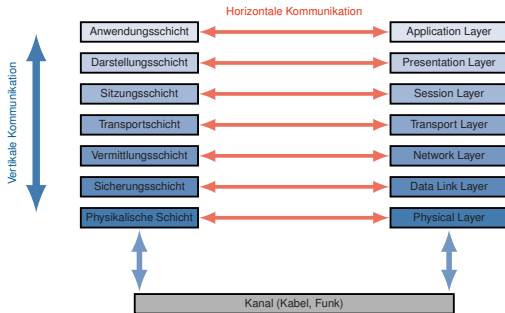 Horizontale Kommunikation
Anwendungsschicht
Application Layer
Darstellungsschicht
Presentation Layer
Sitzungsschicht
Session Layer
Transportschicht
Transport Layer
Vermittlungsschicht
Network Layer
Sicherungsschicht
Data Link Layer
Physikalische Schicht
Physical Layer
Vertikale Kommunikation
Kanal (Kabel, Funk)